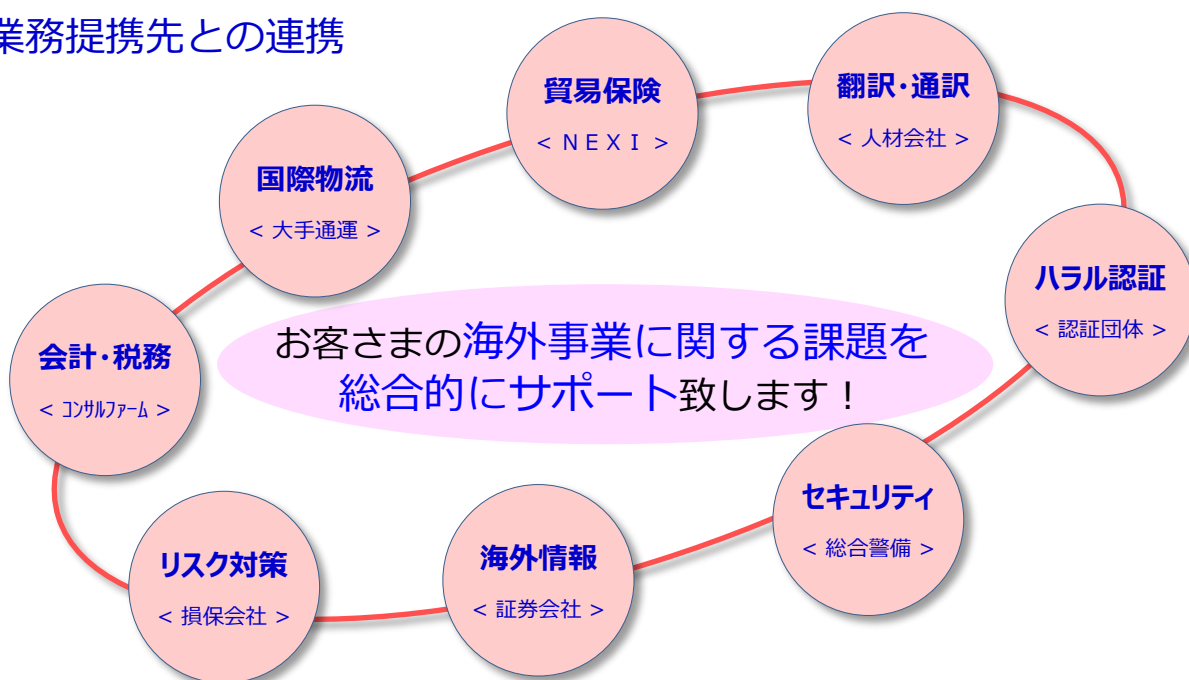 業務提携先との連携
貿易保険
< ＮＥＸＩ >
翻訳・通訳
< 人材会社 >
国際物流
< 大手通運 >
ハラル認証
< 認証団体 >
会計・税務
< ｺﾝｻﾙﾌｧｰﾑ >
お客さまの海外事業に関する課題を
総合的にサポート致します！
セキュリティ
< 総合警備 >
リスク対策
< 損保会社 >
海外情報
< 証券会社 >